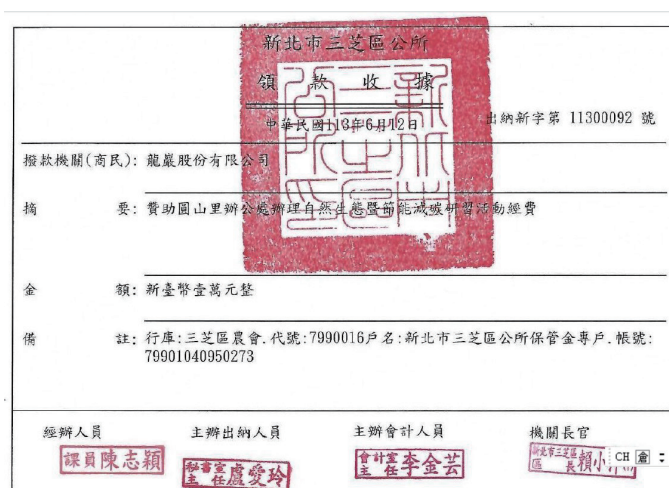 新北市三芝區公所
領款收據
中華民國113年6月12日
出納新字第 11300092 號
撥款機關(商民): 龍巖股份有限公司
摘要: 贊助圓山里辦公處辦理自然生態暨節能減碳研習活動經費
金額: 新臺幣壹萬元整
備註: 行庫:三芝區農會.代號:7990016戶名:新北市三芝區公所保管金專戶.帳號:
79901040950273
經辦人員 主辦出納人員 主辦會計人員 機關長官
課員陳志穎
秘書室主任盧愛玲
會計室主任李金芸
新北市三芝區區長賴小
CH 倉